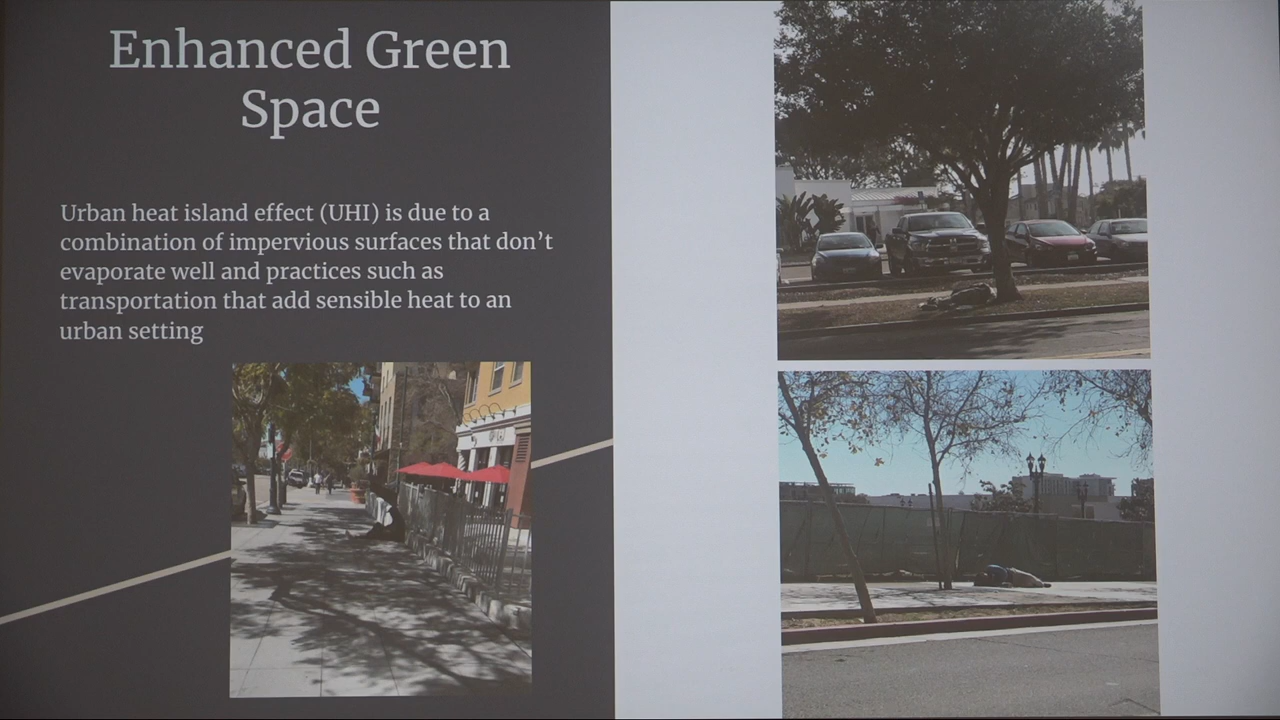 Enhanced Green
Space
Urban heat island effect (UHI) is due to a
combination of impervious surfaces that don’t
evaporate well and practices such as
transportation that add sensible heat to an
urban setting